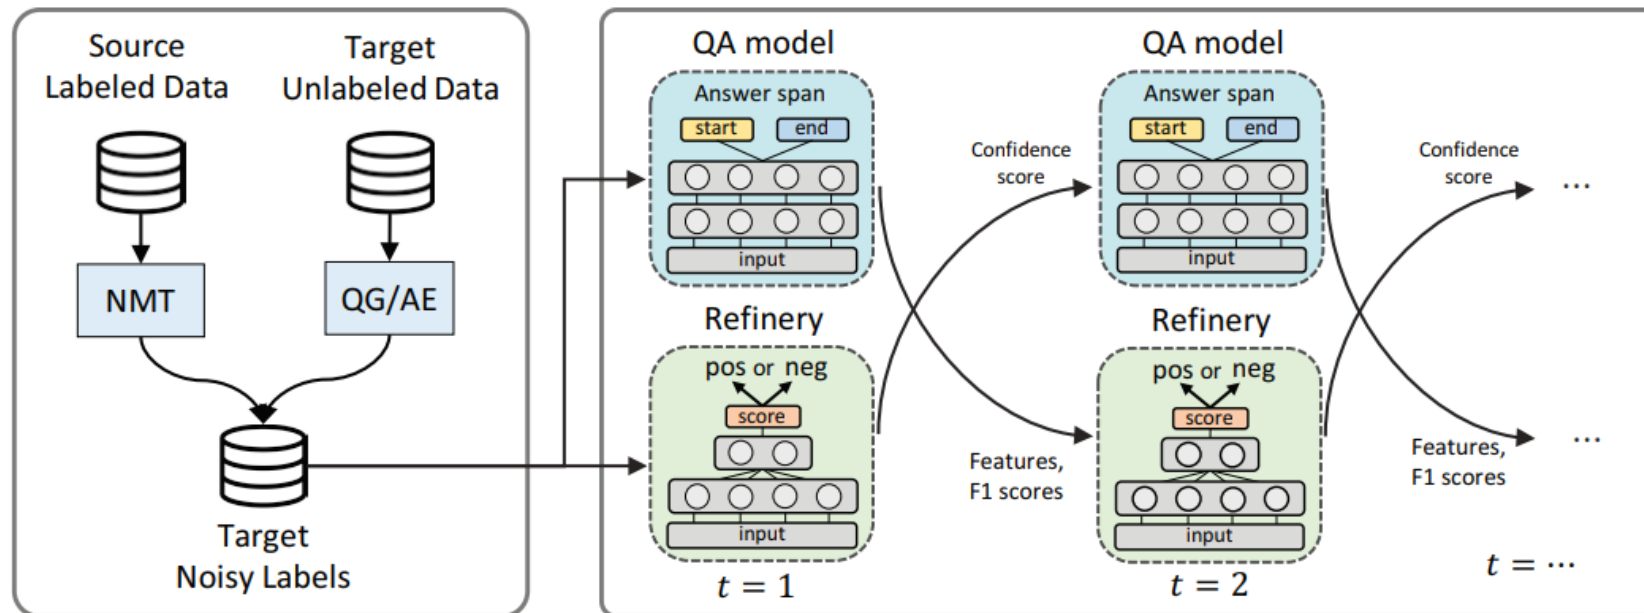 Source
Labeled Data
Target
Unlabeled Data
NMT
QG/AE
Target
Noisy Labels
QA model
Answer span
start
end
input
Refinery
pos or neg
score
input
t = 1
Confidence
score
Features,
F1 scores
QA model
Answer span
start
end
input
Refinery
pos or neg
score
input
t = 2
Confidence
score
...
Features,
F1 scores
...
t = ⋯